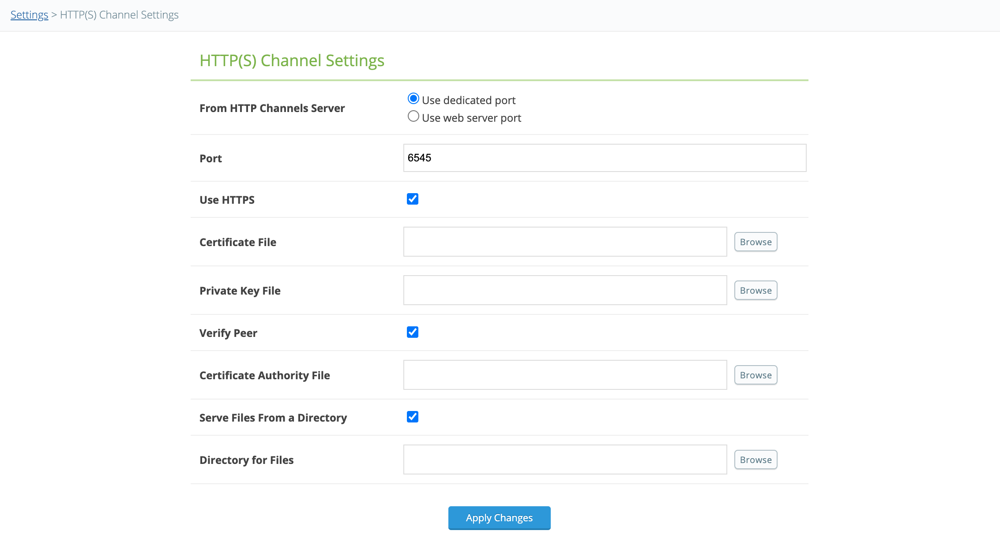 Settings > HTTP(S) Channel Settings
HTTP(S) Channel Settings
From HTTP Channels Server
Use dedicated port
Use web server port
Port
6545
Use HTTPS
Certificate File
Browse
Private Key File
Browse
Verify Peer
Certificate Authority File
Browse
Serve Files From a Directory
Directory for Files
Browse
Apply Changes